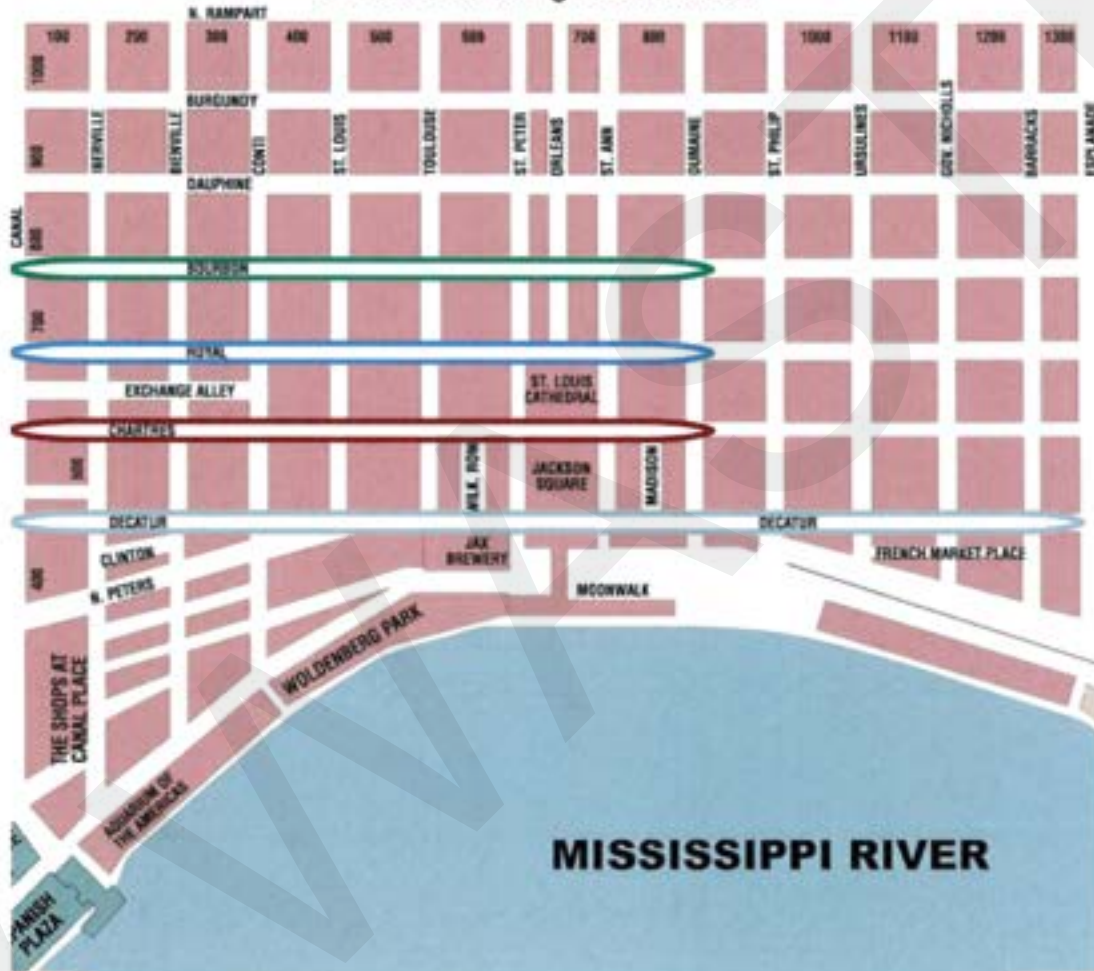 N. RAMPART
100 200 300 400 500 600 700 800 1000 1100 1200 1300
1000
BURGUNDY
900
IBERVILLE
BIENVILLE
CONTI
ST. LOUIS
TOULOUSE
ST. PETER
ORLEANS
ST. ANN
DUMAINE
ST. PHILIP
URSULINES
GOV. NICHOLLS
BARRACKS
ESPLANADE
DAUPHINE
CANAL
800
BOURBON
700
ROYAL
EXCHANGE ALLEY
ST. LOUIS
CATHEDRAL
CHARTRES
WILK. ROW
JACKSON
SQUARE
MADISON
DECATUR
DECATUR
CLINTON
JAX
BREWERY
FRENCH MARKET PLACE
400
N. PETERS
MOONWALK
WOLDENBERG PARK
THE SHOPS AT
CANAL PLACE
AQUARIUM OF
THE AMERICAS
MISSISSIPPI RIVER
PANISH
PLAZA
WAST